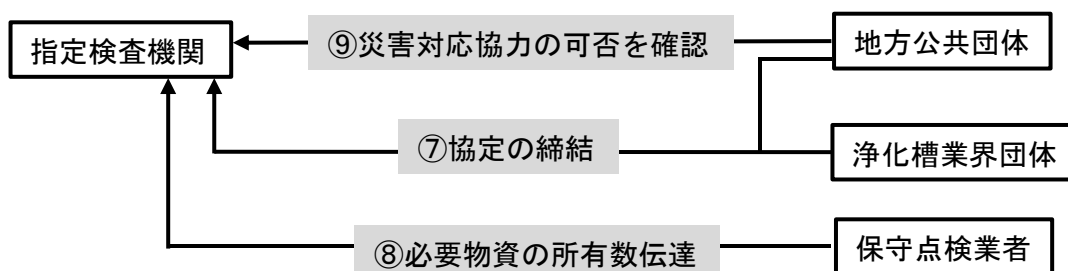 指定検査機関
⑨災害対応協力の可否を確認
地方公共団体
⑦協定の締結
浄化槽業界団体
⑧必要物資の所有数伝達
保守点検業者